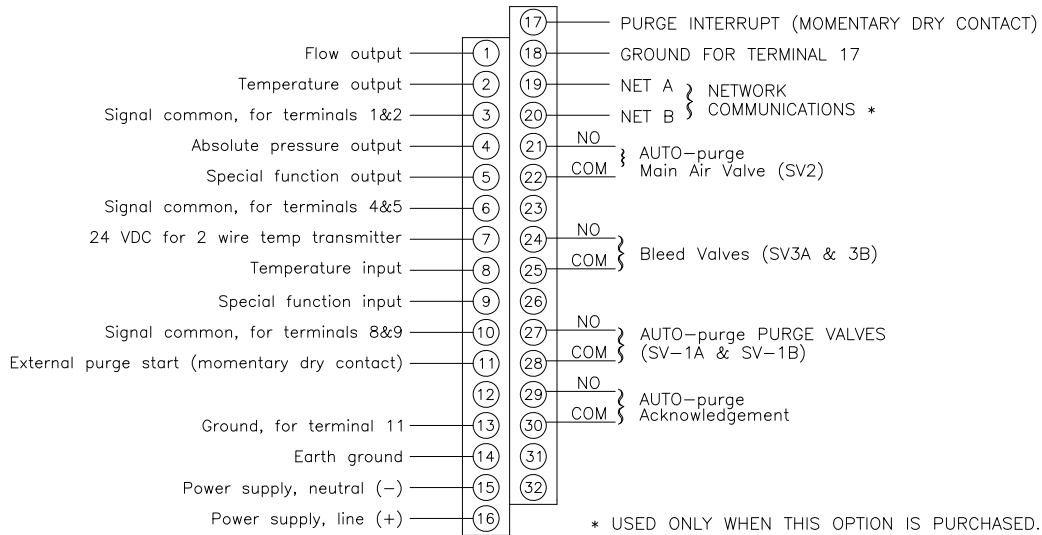 17 PURGE INTERRUPT (MOMENTARY DRY CONTACT)
Flow output 1 18 GROUND FOR TERMINAL 17
Temperature output 2 19 NET A
NETWORK
COMMUNICATIONS *
Signal common, for terminals 1&2 3 20 NET B
Absolute pressure output 4 21 NO
AUTO-purge
Main Air Valve (SV2)
Special function output 5 22 COM
Signal common, for terminals 4&5 6 23
24 VDC for 2 wire temp transmitter 7 24 NO
Bleed Valves (SV3A & 3B)
Temperature input 8 25 COM
Special function input 9 26
Signal common, for terminals 8&9 10 27 NO
AUTO-purge PURGE VALVES
(SV-1A & SV-1B)
External purge start (momentary dry contact) 11 28 COM
12 29 NO
AUTO-purge
Acknowledgement
Ground, for terminal 11 13 30 COM
Earth ground 14 31
Power supply, neutral (-) 15 32
Power supply, line (+) 16
* USED ONLY WHEN THIS OPTION IS PURCHASED.